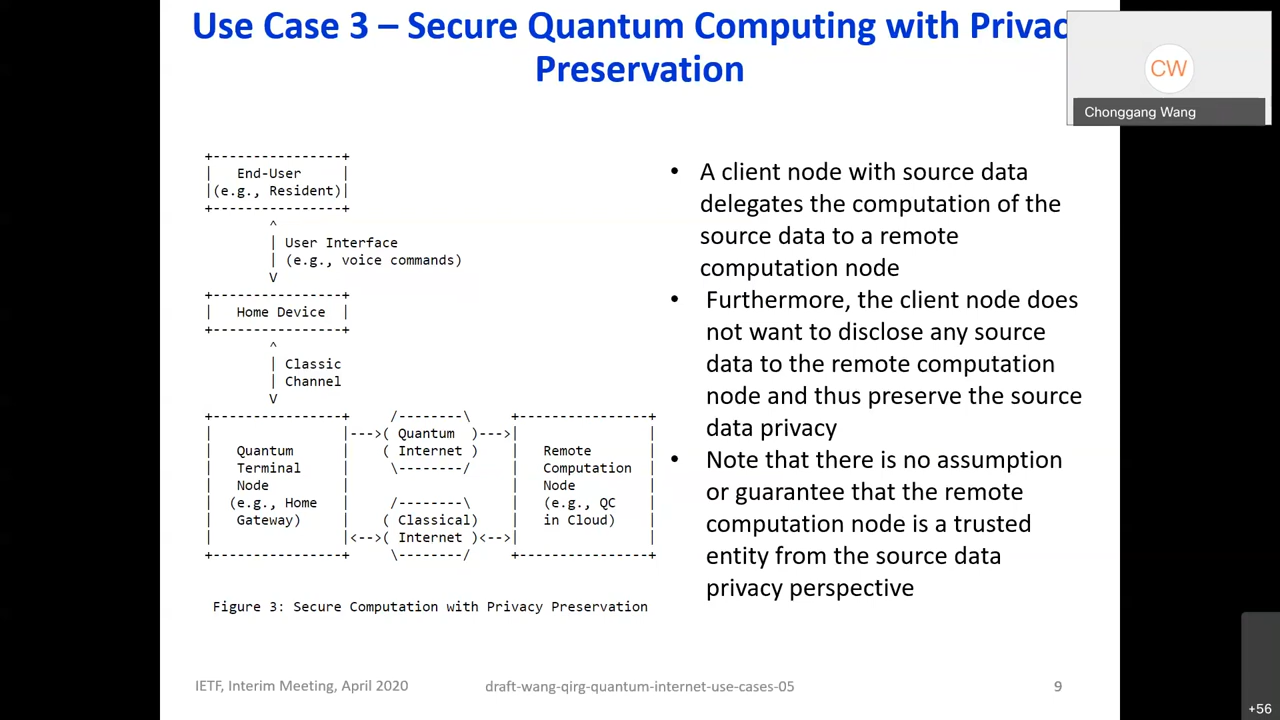 Use Case 3 – Secure Quantum Computing with Privac
Preservation
CW
Chonggang Wang
+----------------+
| End-User |
|(e.g., Resident)|
+----------------+
^
| User Interface
| (e.g., voice commands)
V
+----------------+
| Home Device |
+----------------+
^
| Classic
| Channel
V
+----------------+ /--------\ +----------------+
| |--->( Quantum )--->| |
| Quantum | ( Internet ) | Remote |
| Terminal | \--------/ | Computation |
| Node | | Node |
| (e.g., Home | /--------\ | (e.g., QC |
| Gateway) | ( Classical) | in Cloud) |
| |<-->( Internet )<-->| |
+----------------+ \--------/ +----------------+
Figure 3: Secure Computation with Privacy Preservation
• A client node with source data
delegates the computation of the
source data to a remote
computation node
• Furthermore, the client node does
not want to disclose any source
data to the remote computation
node and thus preserve the source
data privacy
• Note that there is no assumption
or guarantee that the remote
computation node is a trusted
entity from the source data
privacy perspective
IETF, Interim Meeting, April 2020
draft-wang-qirg-quantum-internet-use-cases-05
9
+56